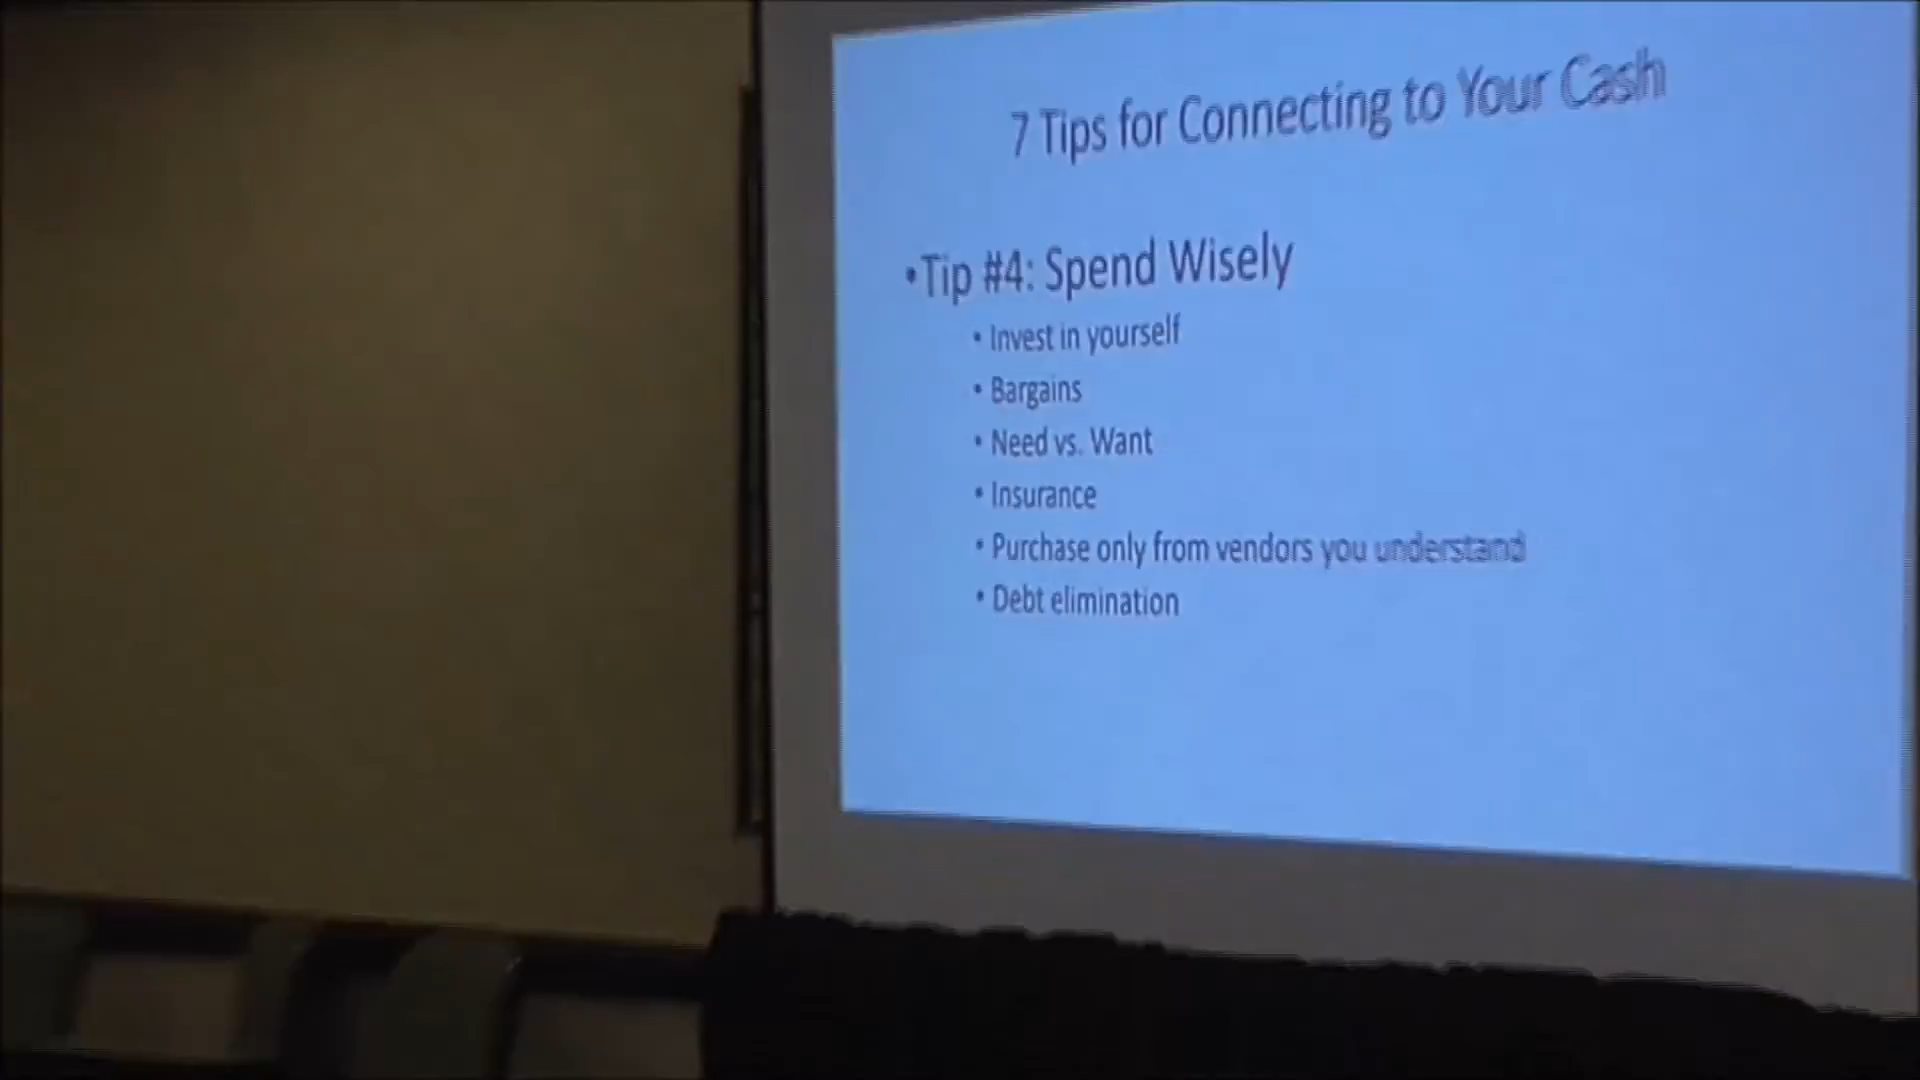 7 Tips for Connecting to Your Cash
•Tip #4: Spend Wisely
• Invest in yourself
• Bargains
• Need vs. Want
• Insurance
• Purchase only from vendors you understand
• Debt elimination